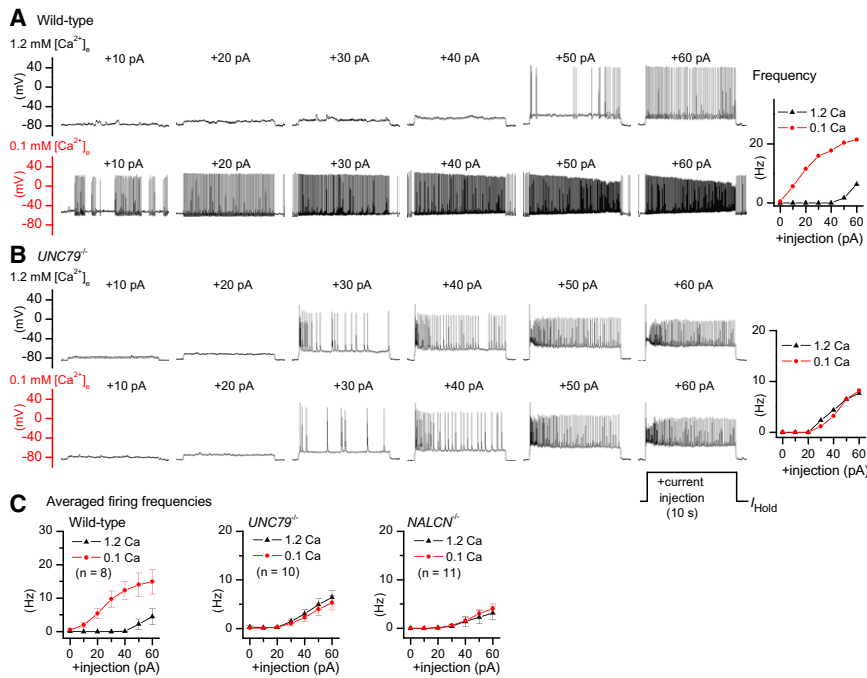 A Wild-type
1.2 mM [Ca²⁺]e
+10 pA +20 pA +30 pA +40 pA +50 pA +60 pA
40
0
-40
-80
(mV)
0.1 mM [Ca²⁺]e
+10 pA +20 pA +30 pA +40 pA +50 pA +60 pA
40
0
-40
-80
(mV)
Frequency
1.2 Ca
0.1 Ca
20
0
(Hz)
0 20 40 60
+injection (pA)
B UNC79-/-
1.2 mM [Ca²⁺]e
+10 pA +20 pA +30 pA +40 pA +50 pA +60 pA
40
0
-40
-80
(mV)
0.1 mM [Ca²⁺]e
+10 pA +20 pA +30 pA +40 pA +50 pA +60 pA
40
0
-40
-80
(mV)
1.2 Ca
0.1 Ca
20
10
0
(Hz)
0 20 40 60
+injection (pA)
+current
injection
(10 s)
IHold
C Averaged firing frequencies
Wild-type
1.2 Ca
0.1 Ca
(n = 8)
30
20
10
0
(Hz)
0 20 40 60
+injection (pA)
UNC79-/-
1.2 Ca
0.1 Ca
(n = 10)
20
10
0
(Hz)
0 20 40 60
+injection (pA)
NALCN-/-
1.2 Ca
0.1 Ca
(n = 11)
20
10
0
(Hz)
0 20 40 60
+injection (pA)